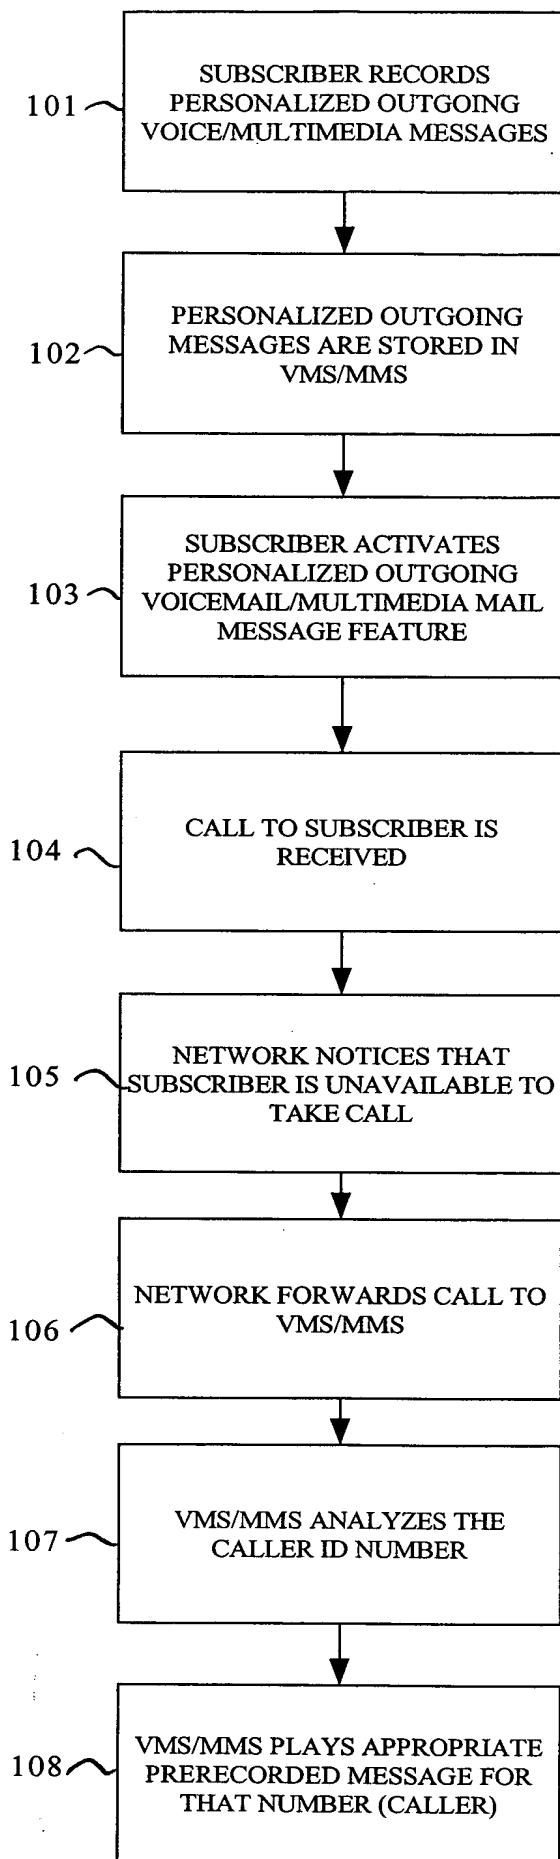 101
SUBSCRIBER RECORDS
PERSONALIZED OUTGOING
VOICE/MULTIMEDIA MESSAGES
102
PERSONALIZED OUTGOING
MESSAGES ARE STORED IN
VMS/MMS
103
SUBSCRIBER ACTIVATES
PERSONALIZED OUTGOING
VOICEMAIL/MULTIMEDIA MAIL
MESSAGE FEATURE
104
CALL TO SUBSCRIBER IS
RECEIVED
105
NETWORK NOTICES THAT
SUBSCRIBER IS UNAVAILABLE TO
TAKE CALL
106
NETWORK FORWARDS CALL TO
VMS/MMS
107
VMS/MMS ANALYZES THE
CALLER ID NUMBER
108
VMS/MMS PLAYS APPROPRIATE
PRERECORDED MESSAGE FOR
THAT NUMBER (CALLER)